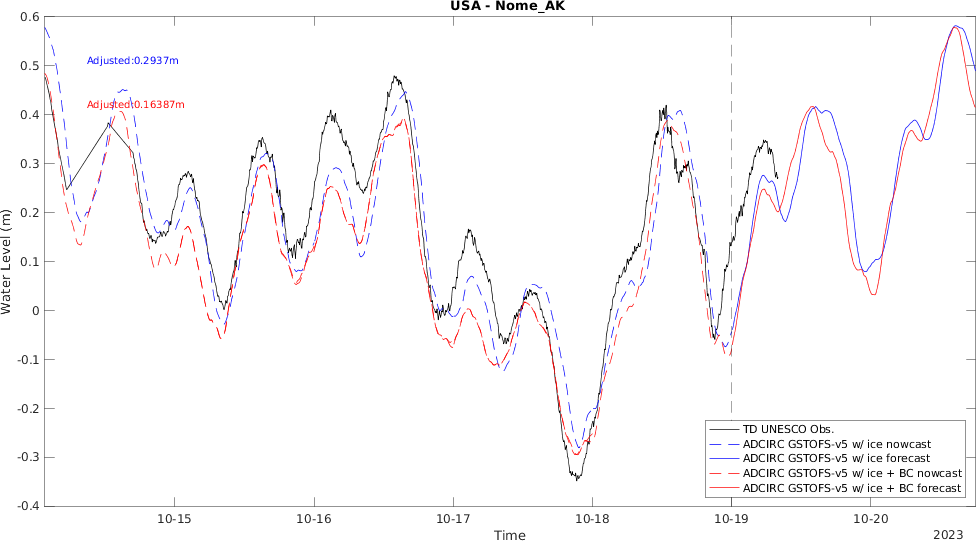 USA - Nome_AK
0.6
0.5
0.4
0.3
0.2
0.1
0
-0.1
-0.2
-0.3
-0.4
Water Level (m)
Adjusted:0.2937m
Adjusted:0.16387m
TD UNESCO Obs.
ADCIRC GSTOFS-v5 w/ ice nowcast
ADCIRC GSTOFS-v5 w/ ice forecast
ADCIRC GSTOFS-v5 w/ ice + BC nowcast
ADCIRC GSTOFS-v5 w/ ice + BC forecast
10-15 10-16 10-17 10-18 10-19 10-20
Time
2023